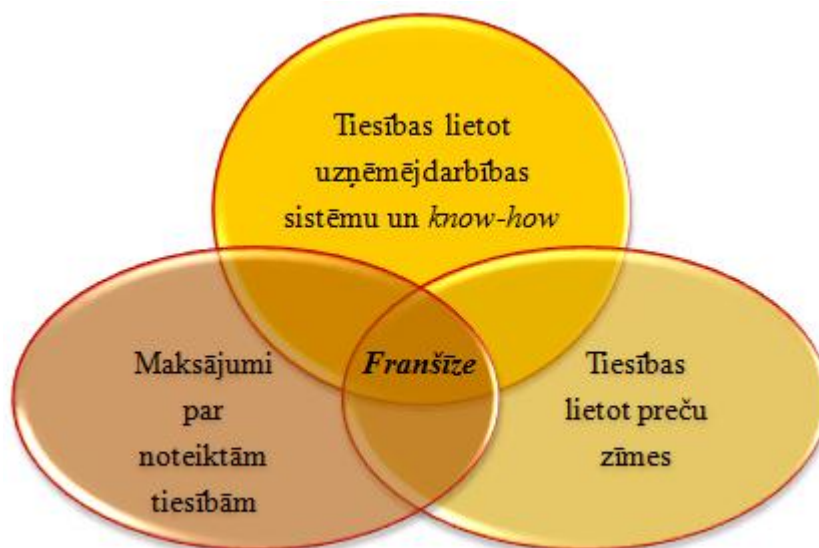 Tiesības lietot
uzņēmējdarbības
sistēmu un know-how
Maksājumi
par
noteiktām
tiesībām
Franšīze
Tiesības
lietot preču
zīmes